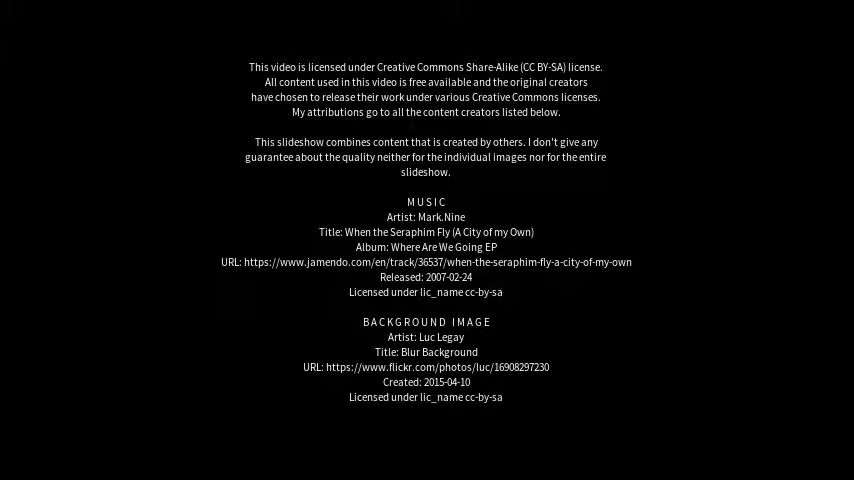 This video is licensed under Creative Commons Share-Alike (CC BY-SA) license.
All content used in this video is free available and the original creators
have chosen to release their work under various Creative Commons licenses.
My attributions go to all the content creators listed below.
This slideshow combines content that is created by others. I don't give any
guarantee about the quality neither for the individual images nor for the entire
slideshow.
M U S I C
Artist: Mark.Nine
Title: When the Seraphim Fly (A City of my Own)
Album: Where Are We Going EP
URL: https://www.jamendo.com/en/track/36537/when-the-seraphim-fly-a-city-of-my-own
Released: 2007-02-24
Licensed under lic_name cc-by-sa
B A C K G R O U N D   I M A G E
Artist: Luc Legay
Title: Blur Background
URL: https://www.flickr.com/photos/luc/16908297230
Created: 2015-04-10
Licensed under lic_name cc-by-sa